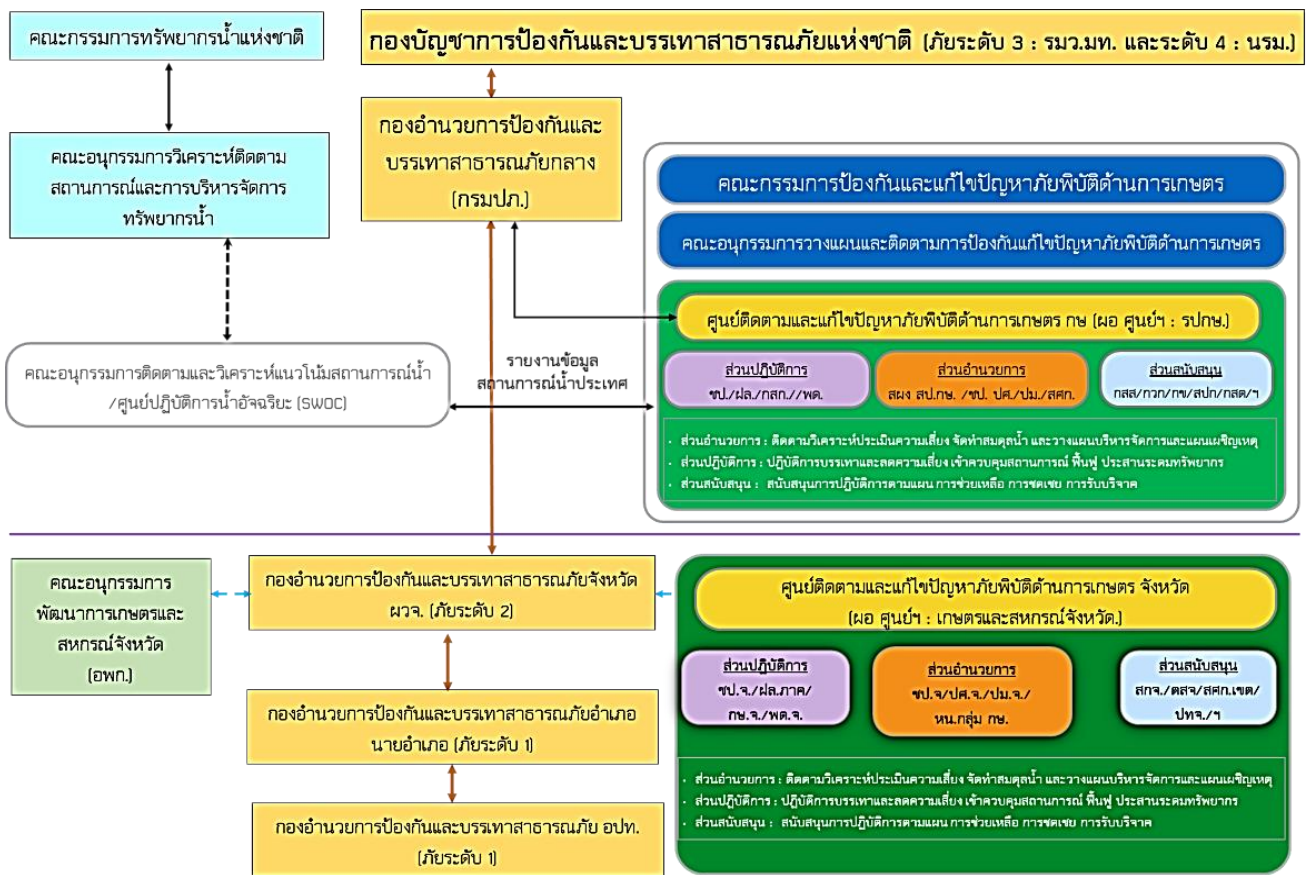 คณะกรรมการทรัพยากรน้ำแห่งชาติ
กองบัญชาการป้องกันและบรรเทาสาธารณภัยแห่งชาติ (ภัยระดับ 3 : รมว.มท. และระดับ 4 : นรม.)
คณะอนุกรรมการวิเคราะห์ติดตาม
สถานการณ์และการบริหารจัดการ
ทรัพยากรน้ำ
กองอำนวยการป้องกันและ
บรรเทาสาธารณภัยกลาง
(กรมปภ.)
คณะกรรมการป้องกันและแก้ไขปัญหาภัยพิบัติด้านการเกษตร
คณะอนุกรรมการวางแผนและติดตามการป้องกันแก้ไขปัญหาภัยพิบัติด้านการเกษตร
ศูนย์ติดตามและแก้ไขปัญหาภัยพิบัติด้านการเกษตร กษ (ผอ ศูนย์ฯ : รปกษ.)
คณะอนุกรรมการติดตามและวิเคราะห์แนวโน้มสถานการณ์น้ำ
/ศูนย์ปฏิบัติการน้ำอัจฉริยะ (SWOC)
รายงานข้อมูล
สถานการณ์น้ำประเทศ
ส่วนปฏิบัติการ
ชป./ฝล./กสก.//พด.
ส่วนอำนวยการ
สผง สป.กษ. /ชป. ปศ./ปม./สศก.
ส่วนสนับสนุน
กสส/กวก/กข/สปก/กสต/ฯ
· ส่วนอำนวยการ : ติดตามวิเคราะห์ประเมินความเสี่ยง จัดทำสมดุลน้ำ และวางแผนบริหารจัดการและแผนเผชิญเหตุ
· ส่วนปฏิบัติการ : ปฏิบัติการบรรเทาและลดความเสี่ยง เข้าควบคุมสถานการณ์ ฟื้นฟู ประสานระดมทรัพยากร
· ส่วนสนับสนุน : สนับสนุนการปฏิบัติการตามแผน การช่วยเหลือ การชดเชย การรับบริจาค
คณะอนุกรรมการ
พัฒนาการเกษตรและ
สหกรณ์จังหวัด
(อพก.)
กองอำนวยการป้องกันและบรรเทาสาธารณภัยจังหวัด
ผวจ. (ภัยระดับ 2)
กองอำนวยการป้องกันและบรรเทาสาธารณภัยอำเภอ
นายอำเภอ (ภัยระดับ 1)
กองอำนวยการป้องกันและบรรเทาสาธารณภัย อปท.
(ภัยระดับ 1)
ศูนย์ติดตามและแก้ไขปัญหาภัยพิบัติด้านการเกษตร จังหวัด
(ผอ ศูนย์ฯ : เกษตรและสหกรณ์จังหวัด.)
ส่วนปฏิบัติการ
ชป.จ./ฝล.ภาค/
กษ.จ./พด.จ.
ส่วนอำนวยการ
ชป.จ/ปศ.จ./ปม.จ./
หน.กลุ่ม กษ.
ส่วนสนับสนุน
สกจ./ตสจ/สศก.เขต/
ปทจ./ฯ
· ส่วนอำนวยการ : ติดตามวิเคราะห์ประเมินความเสี่ยง จัดทำสมดุลน้ำ และวางแผนบริหารจัดการและแผนเผชิญเหตุ
· ส่วนปฏิบัติการ : ปฏิบัติการบรรเทาและลดความเสี่ยง เข้าควบคุมสถานการณ์ ฟื้นฟู ประสานระดมทรัพยากร
· ส่วนสนับสนุน : สนับสนุนการปฏิบัติการตามแผน การช่วยเหลือ การชดเชย การรับบริจาค